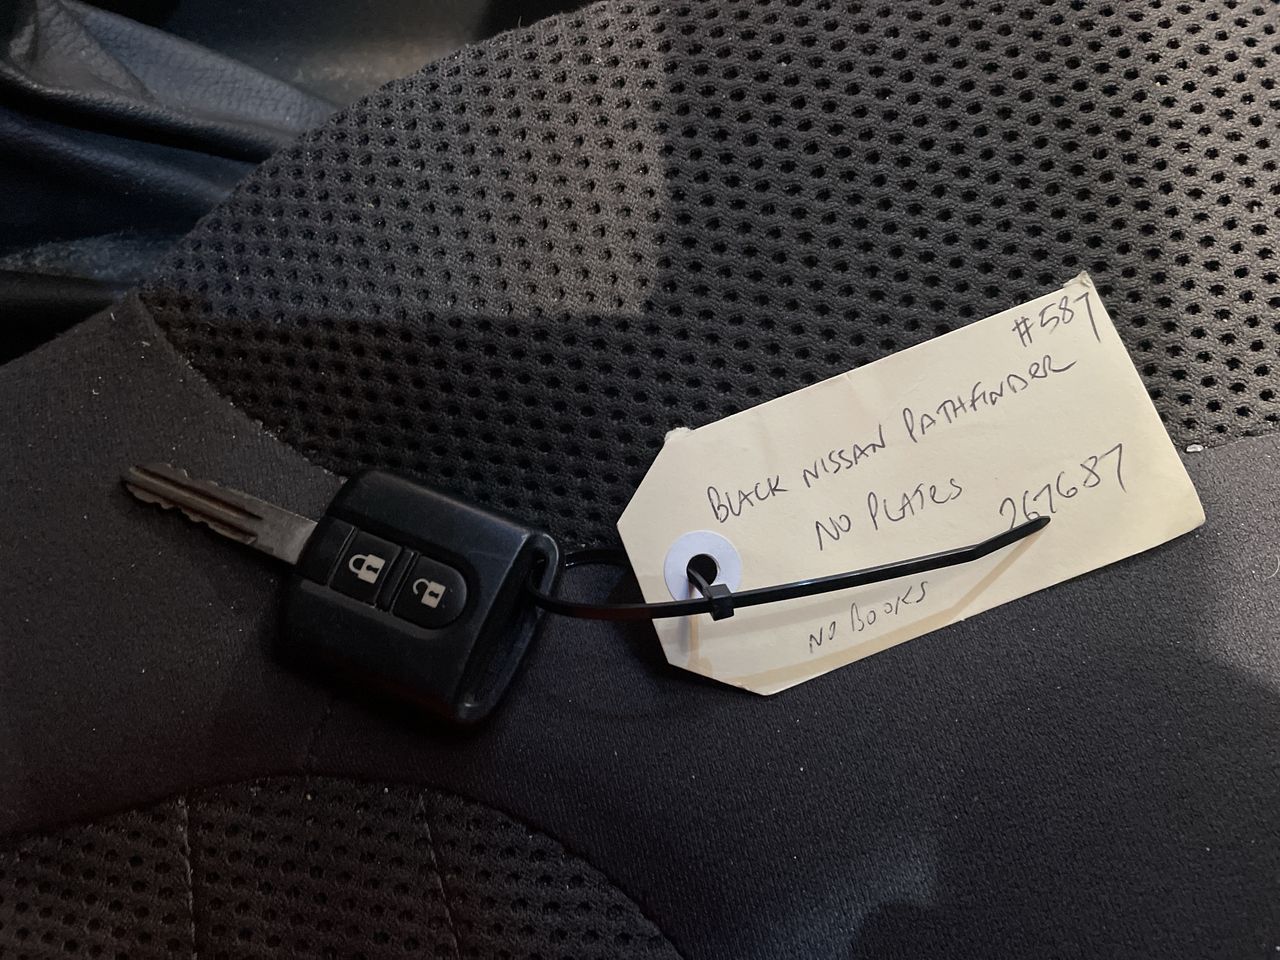 #587
BLACK NISSAN PATHFINDER
NO PLATES
267687
NO BOOKS